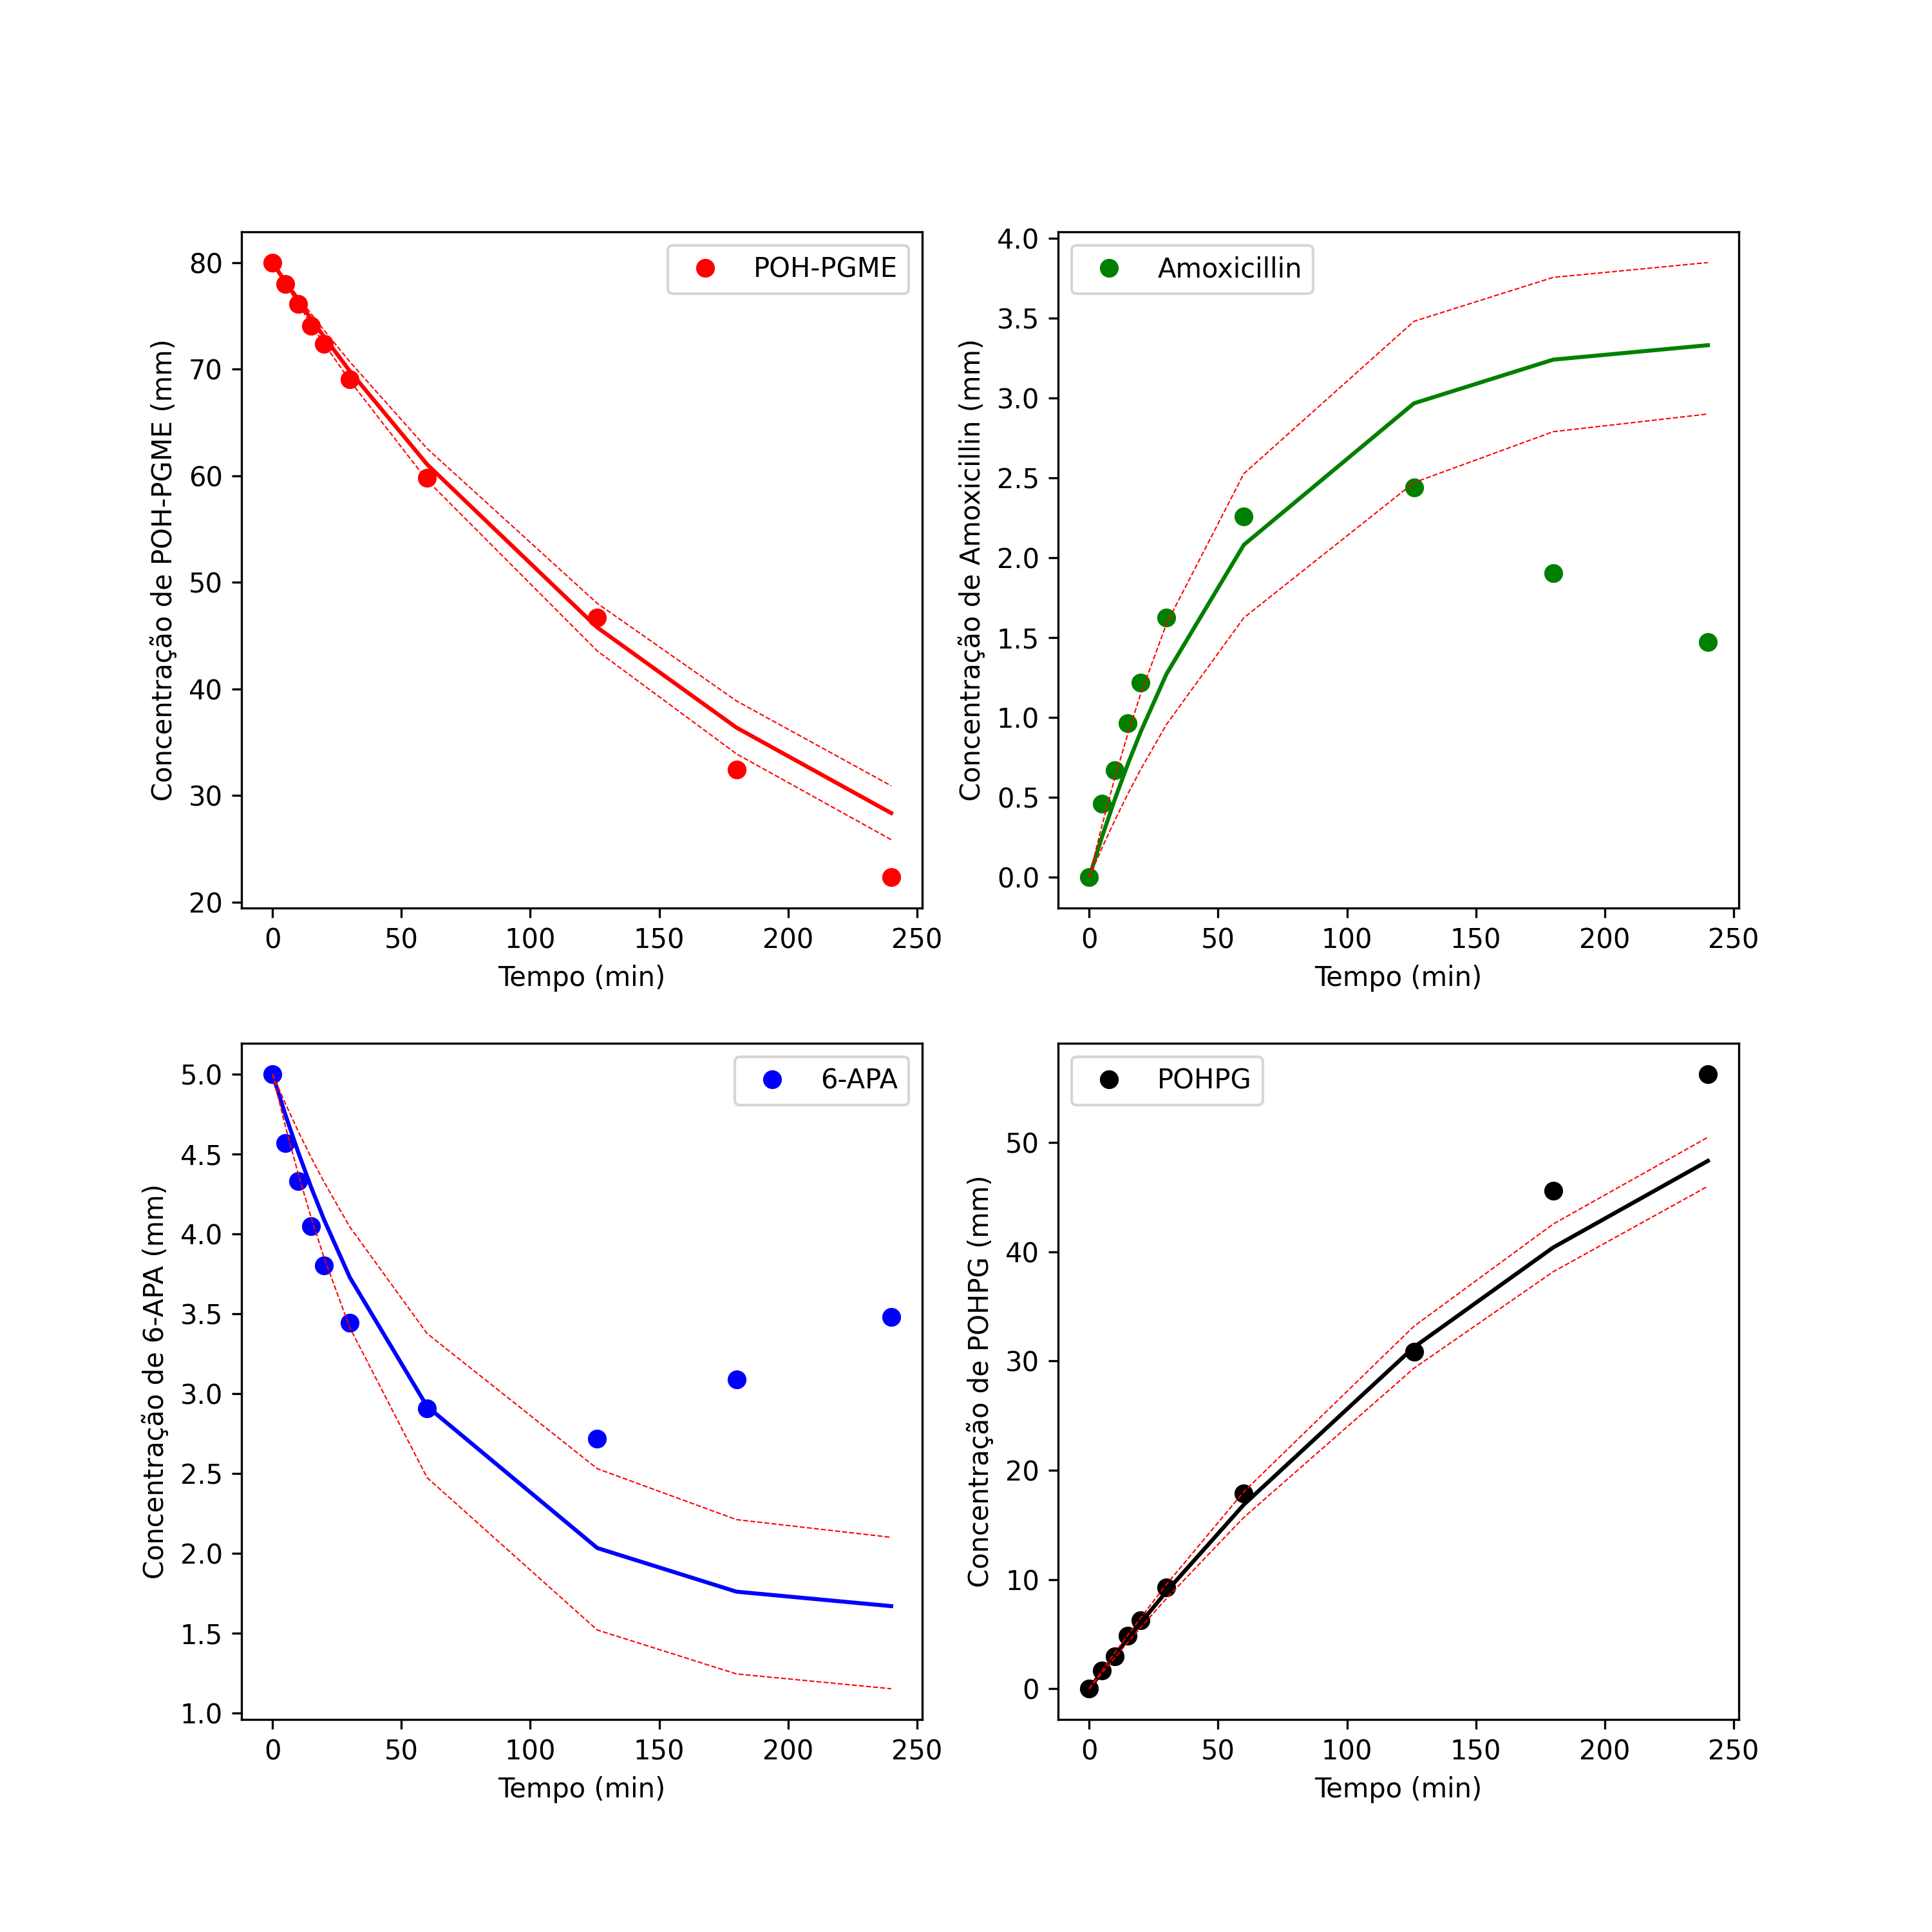 POH-PGME
Concentração de POH-PGME (mm)
80
70
60
50
40
30
20
0 50 100 150 200 250
Tempo (min)
Amoxicillin
Concentração de Amoxicillin (mm)
4.0
3.5
3.0
2.5
2.0
1.5
1.0
0.5
0.0
0 50 100 150 200 250
Tempo (min)
6-APA
Concentração de 6-APA (mm)
5.0
4.5
4.0
3.5
3.0
2.5
2.0
1.5
1.0
0 50 100 150 200 250
Tempo (min)
POHPG
Concentração de POHPG (mm)
50
40
30
20
10
0
0 50 100 150 200 250
Tempo (min)